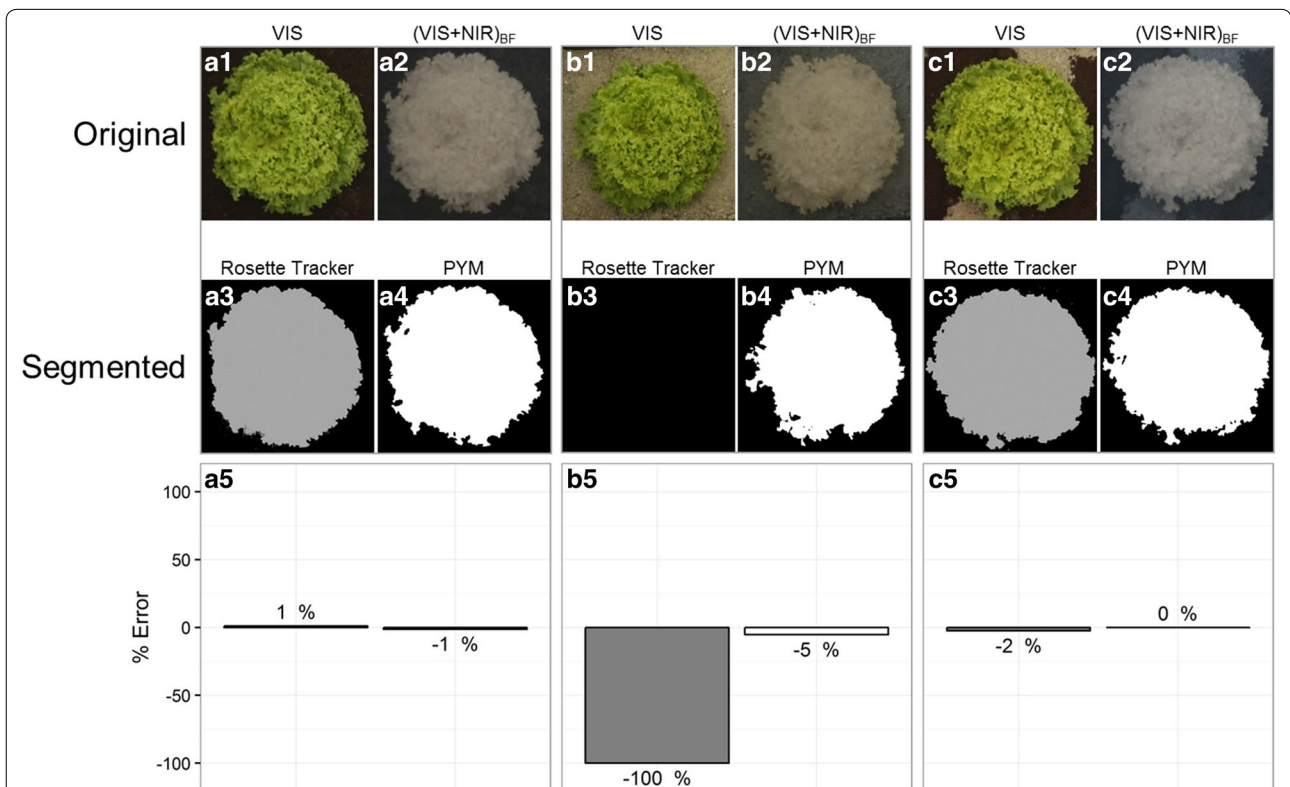 VIS (VIS+NIR)BF VIS (VIS+NIR)BF VIS (VIS+NIR)BF
a1 a2 b1 b2 c1 c2
Original
Rosette Tracker PYM Rosette Tracker PYM Rosette Tracker PYM
a3 a4 b3 b4 c3 c4
Segmented
a5 b5 c5
100
50
0
-50
-100
% Error
1 %
-1 %
-100 %
-5 %
-2 %
0 %